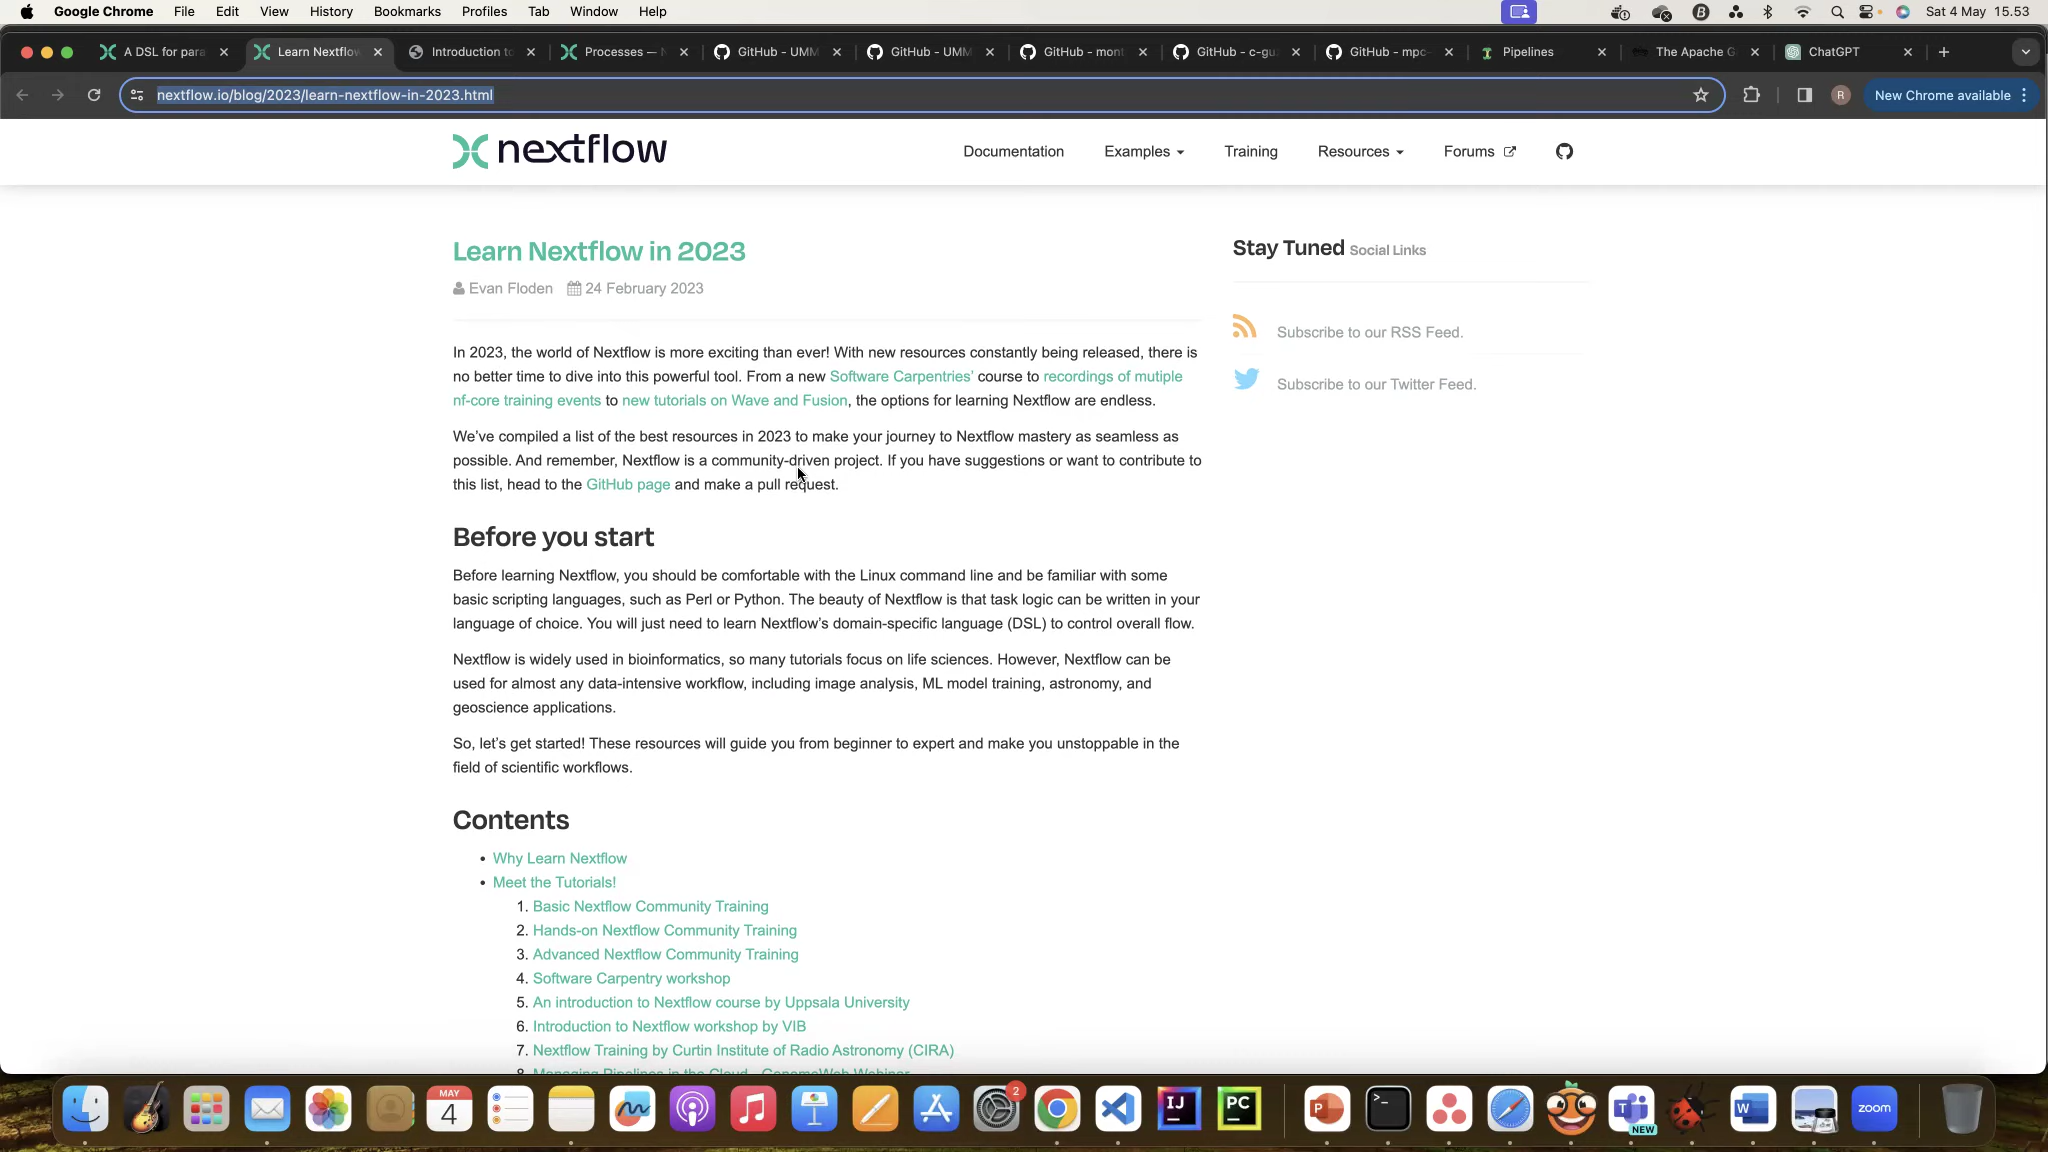 Google Chrome File Edit View History Bookmarks Profiles Tab Window Help Sat 4 May 15.53
A DSL for para Learn Nextflow Introduction to Processes — N GitHub - UMM GitHub - UMM GitHub - mont GitHub - c-gu GitHub - mpc- Pipelines The Apache G ChatGPT
nextflow.io/blog/2023/learn-nextflow-in-2023.html R New Chrome available
nextflow Documentation Examples Training Resources Forums
Learn Nextflow in 2023
Evan Floden 24 February 2023
In 2023, the world of Nextflow is more exciting than ever! With new resources constantly being released, there is
no better time to dive into this powerful tool. From a new Software Carpentries’ course to recordings of mutiple
nf-core training events to new tutorials on Wave and Fusion, the options for learning Nextflow are endless.
We’ve compiled a list of the best resources in 2023 to make your journey to Nextflow mastery as seamless as
possible. And remember, Nextflow is a community-driven project. If you have suggestions or want to contribute to
this list, head to the GitHub page and make a pull request.
Before you start
Before learning Nextflow, you should be comfortable with the Linux command line and be familiar with some
basic scripting languages, such as Perl or Python. The beauty of Nextflow is that task logic can be written in your
language of choice. You will just need to learn Nextflow’s domain-specific language (DSL) to control overall flow.
Nextflow is widely used in bioinformatics, so many tutorials focus on life sciences. However, Nextflow can be
used for almost any data-intensive workflow, including image analysis, ML model training, astronomy, and
geoscience applications.
So, let’s get started! These resources will guide you from beginner to expert and make you unstoppable in the
field of scientific workflows.
Contents
• Why Learn Nextflow
• Meet the Tutorials!
1. Basic Nextflow Community Training
2. Hands-on Nextflow Community Training
3. Advanced Nextflow Community Training
4. Software Carpentry workshop
5. An introduction to Nextflow course by Uppsala University
6. Introduction to Nextflow workshop by VIB
7. Nextflow Training by Curtin Institute of Radio Astronomy (CIRA)
8. Managing Pipelines in the Cloud - GenomeWeb Webinar
Stay Tuned Social Links
Subscribe to our RSS Feed.
Subscribe to our Twitter Feed.
MAY
4
2
IJ
PC
P
>_
T
NEW
W
zoom